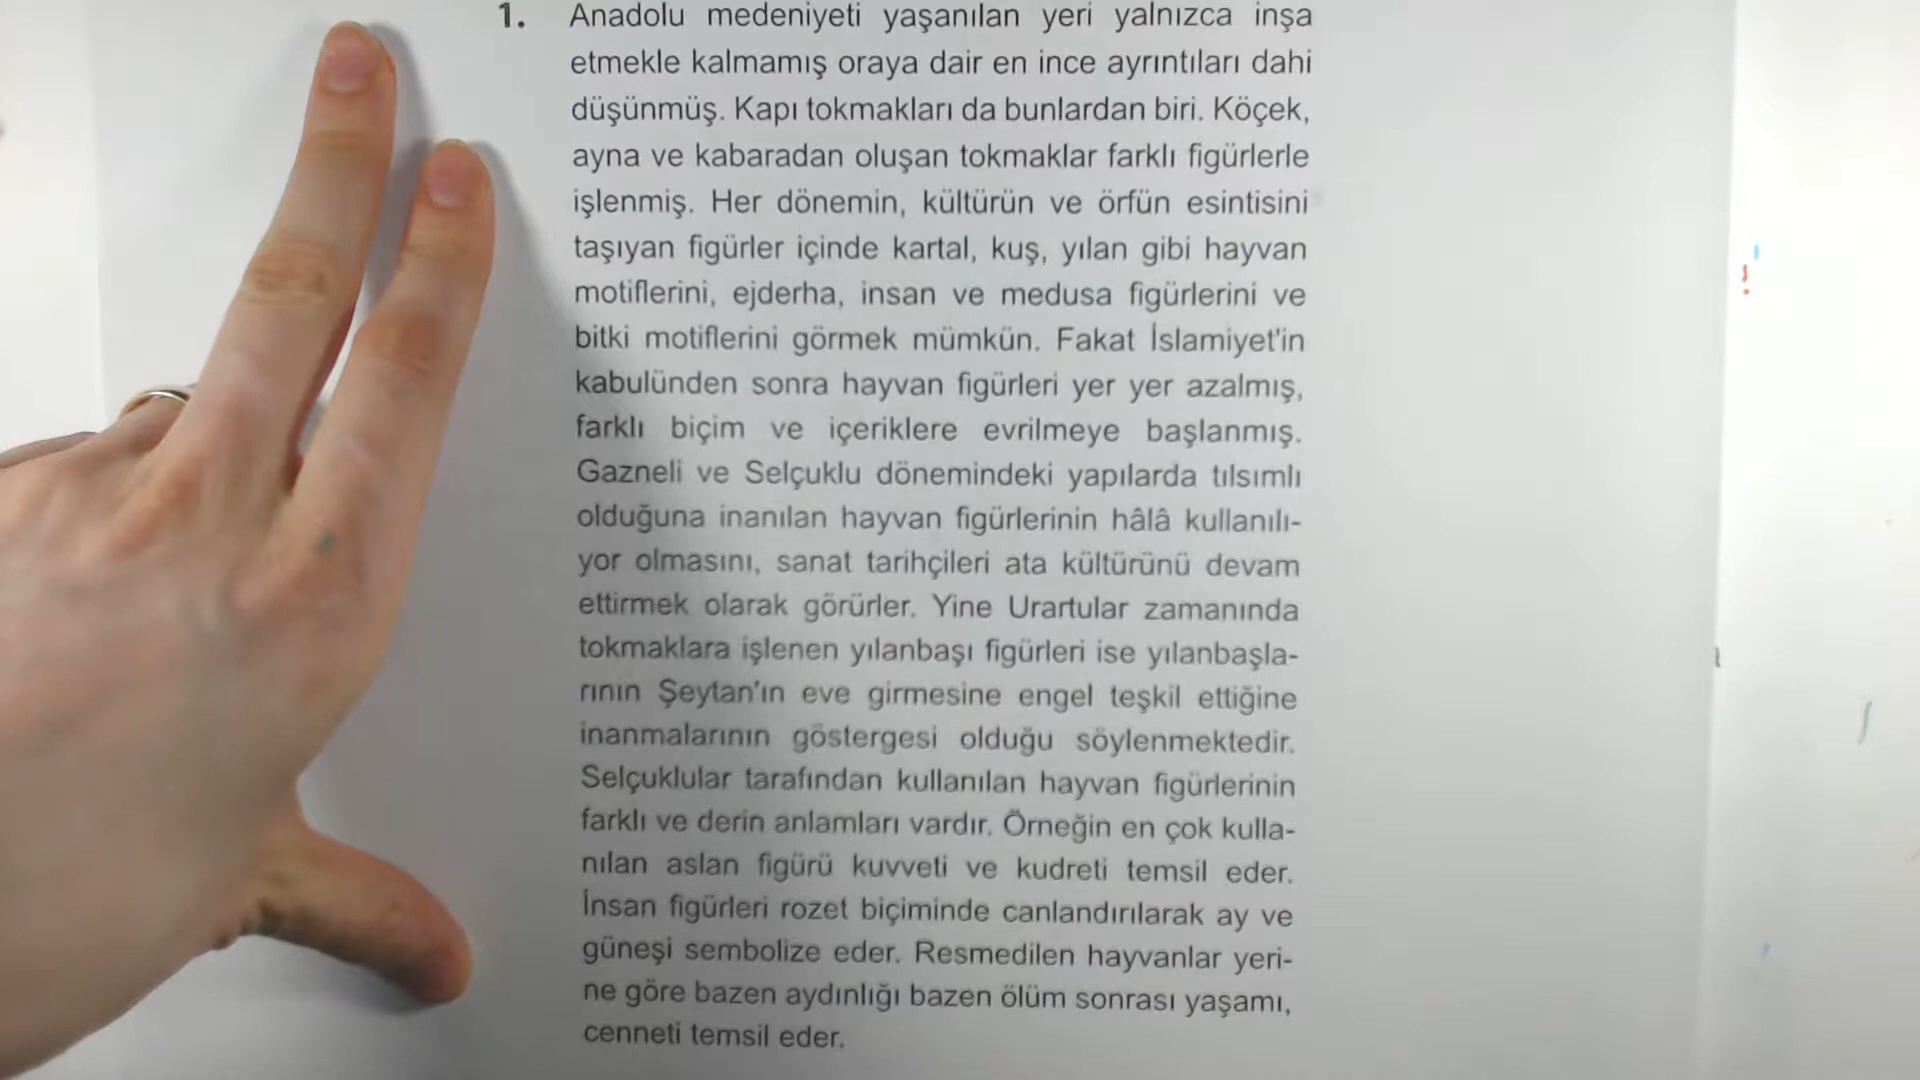 1. Anadolu medeniyeti yaşanılan yeri yalnızca inşa
etmekle kalmamış oraya dair en ince ayrıntıları dahi
düşünmüş. Kapı tokmakları da bunlardan biri. Köçek,
ayna ve kabaradan oluşan tokmaklar farklı figürlerle
işlenmiş. Her dönemin, kültürün ve örfün esintisini
taşıyan figürler içinde kartal, kuş, yılan gibi hayvan
motiflerini, ejderha, insan ve medusa figürlerini ve
bitki motiflerini görmek mümkün. Fakat İslamiyet'in
kabulünden sonra hayvan figürleri yer yer azalmış,
farklı biçim ve içeriklere evrilmeye başlanmış.
Gazneli ve Selçuklu dönemindeki yapılarda tılsımlı
olduğuna inanılan hayvan figürlerinin hâlâ kullanılı-
yor olmasını, sanat tarihçileri ata kültürünü devam
ettirmek olarak görürler. Yine Urartular zamanında
tokmaklara işlenen yılanbaşı figürleri ise yılanbaşla-
rının Şeytan'ın eve girmesine engel teşkil ettiğine
inanmalarının göstergesi olduğu söylenmektedir.
Selçuklular tarafından kullanılan hayvan figürlerinin
farklı ve derin anlamları vardır. Örneğin en çok kulla-
nılan aslan figürü kuvveti ve kudreti temsil eder.
İnsan figürleri rozet biçiminde canlandırılarak ay ve
güneşi sembolize eder. Resmedilen hayvanlar yeri-
ne göre bazen aydınlığı bazen ölüm sonrası yaşamı,
cenneti temsil eder.